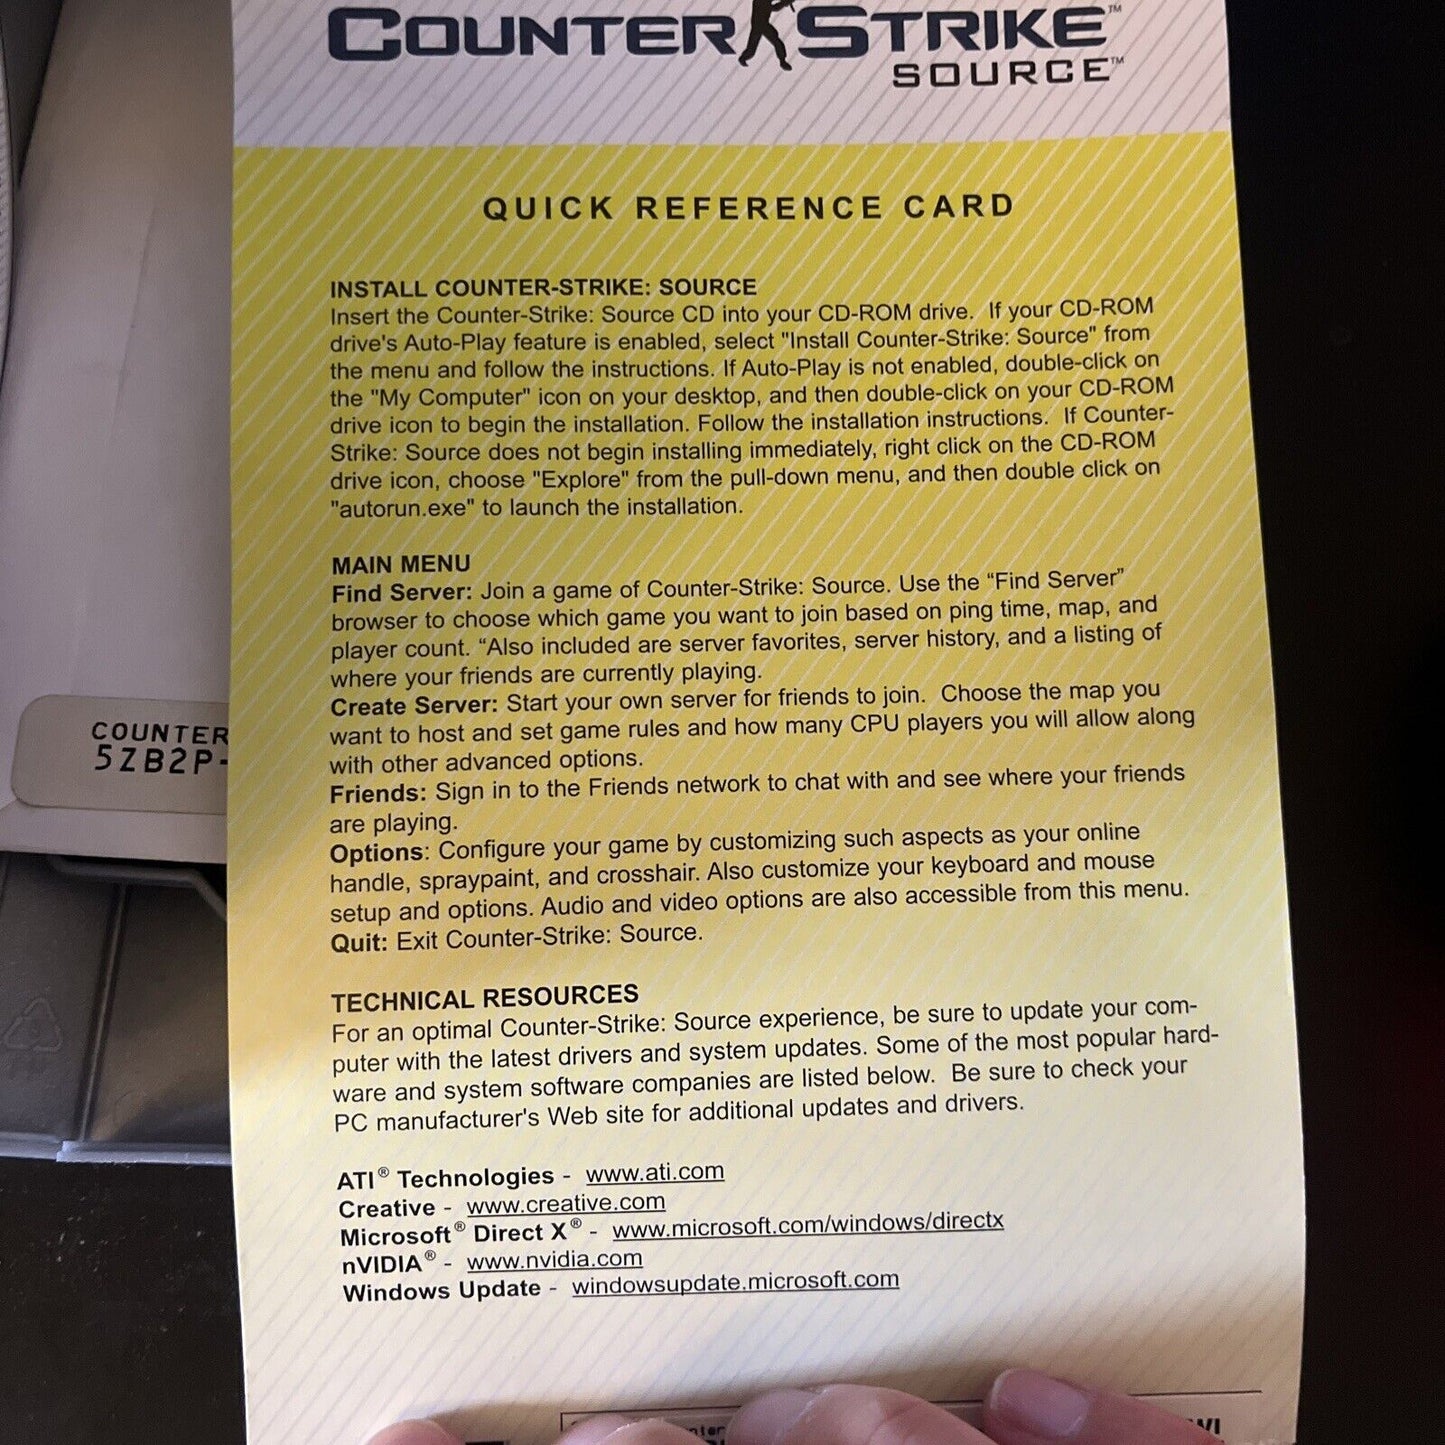 COUNTER STRIKE™
SOURCE™
QUICK REFERENCE CARD
INSTALL COUNTER-STRIKE: SOURCE
Insert the Counter-Strike: Source CD into your CD-ROM drive. If your CD-ROM
drive's Auto-Play feature is enabled, select "Install Counter-Strike: Source" from
the menu and follow the instructions. If Auto-Play is not enabled, double-click on
the "My Computer" icon on your desktop, and then double-click on your CD-ROM
drive icon to begin the installation. Follow the installation instructions. If Counter-
Strike: Source does not begin installing immediately, right click on the CD-ROM
drive icon, choose "Explore" from the pull-down menu, and then double click on
"autorun.exe" to launch the installation.
MAIN MENU
Find Server: Join a game of Counter-Strike: Source. Use the “Find Server”
browser to choose which game you want to join based on ping time, map, and
player count. “Also included are server favorites, server history, and a listing of
where your friends are currently playing.
Create Server: Start your own server for friends to join. Choose the map you
want to host and set game rules and how many CPU players you will allow along
with other advanced options.
Friends: Sign in to the Friends network to chat with and see where your friends
are playing.
Options: Configure your game by customizing such aspects as your online
handle, spraypaint, and crosshair. Also customize your keyboard and mouse
setup and options. Audio and video options are also accessible from this menu.
Quit: Exit Counter-Strike: Source.
TECHNICAL RESOURCES
For an optimal Counter-Strike: Source experience, be sure to update your com-
puter with the latest drivers and system updates. Some of the most popular hard-
ware and system software companies are listed below. Be sure to check your
PC manufacturer's Web site for additional updates and drivers.
ATI® Technologies - www.ati.com
Creative - www.creative.com
Microsoft® Direct X® - www.microsoft.com/windows/directx
nVIDIA® - www.nvidia.com
Windows Update - windowsupdate.microsoft.com
COUNTER
5ZB2P-